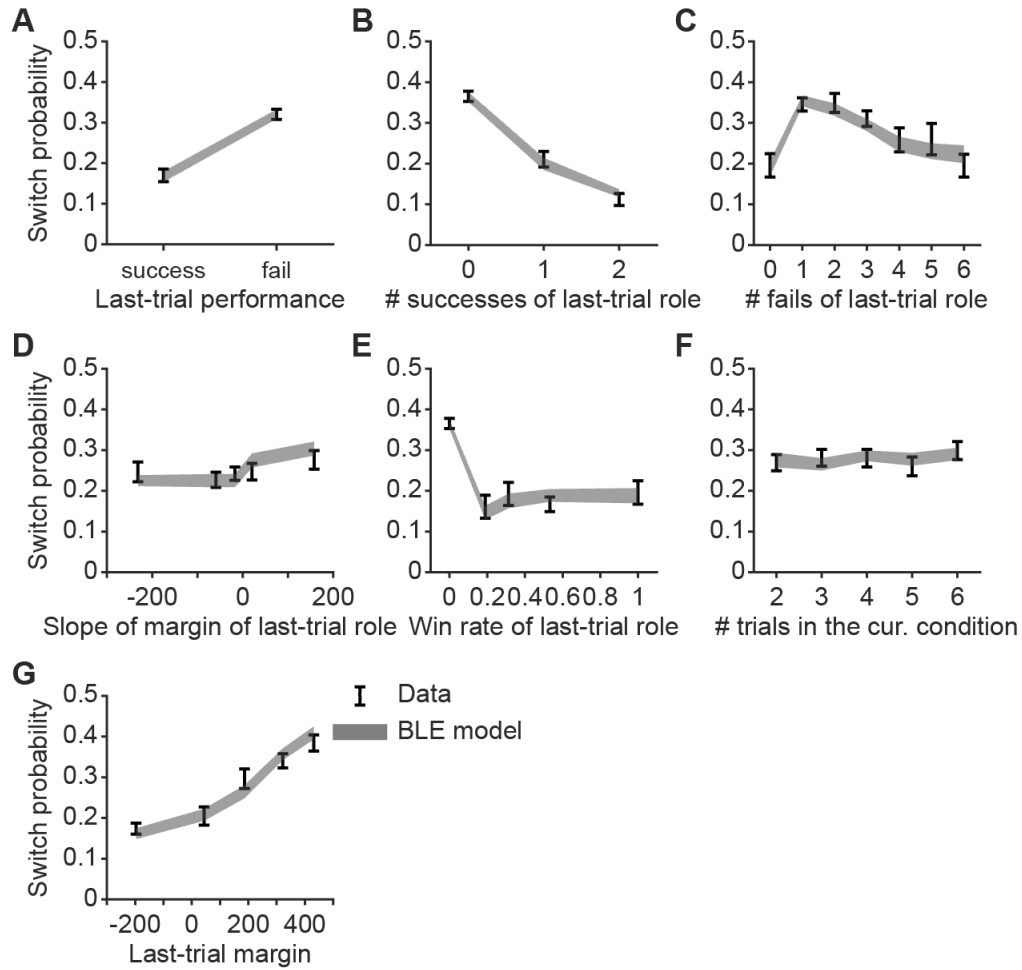 A B C
0.5 0.5 0.5
0.4 0.4 0.4
0.3 0.3 0.3
0.2 0.2 0.2
0.1 0.1 0.1
0 0 0
Switch probability
success fail 0 1 2 0 1 2 3 4 5 6
Last-trial performance # successes of last-trial role # fails of last-trial role
D E F
0.5 0.5 0.5
0.4 0.4 0.4
0.3 0.3 0.3
0.2 0.2 0.2
0.1 0.1 0.1
0 0 0
Switch probability
-200 0 200 0 0.2 0.4 0.6 0.8 1 2 3 4 5 6
Slope of margin of last-trial role Win rate of last-trial role # trials in the cur. condition
G
0.5
0.4
0.3
0.2
0.1
0
Switch probability
-200 0 200 400
Last-trial margin
Data
BLE model